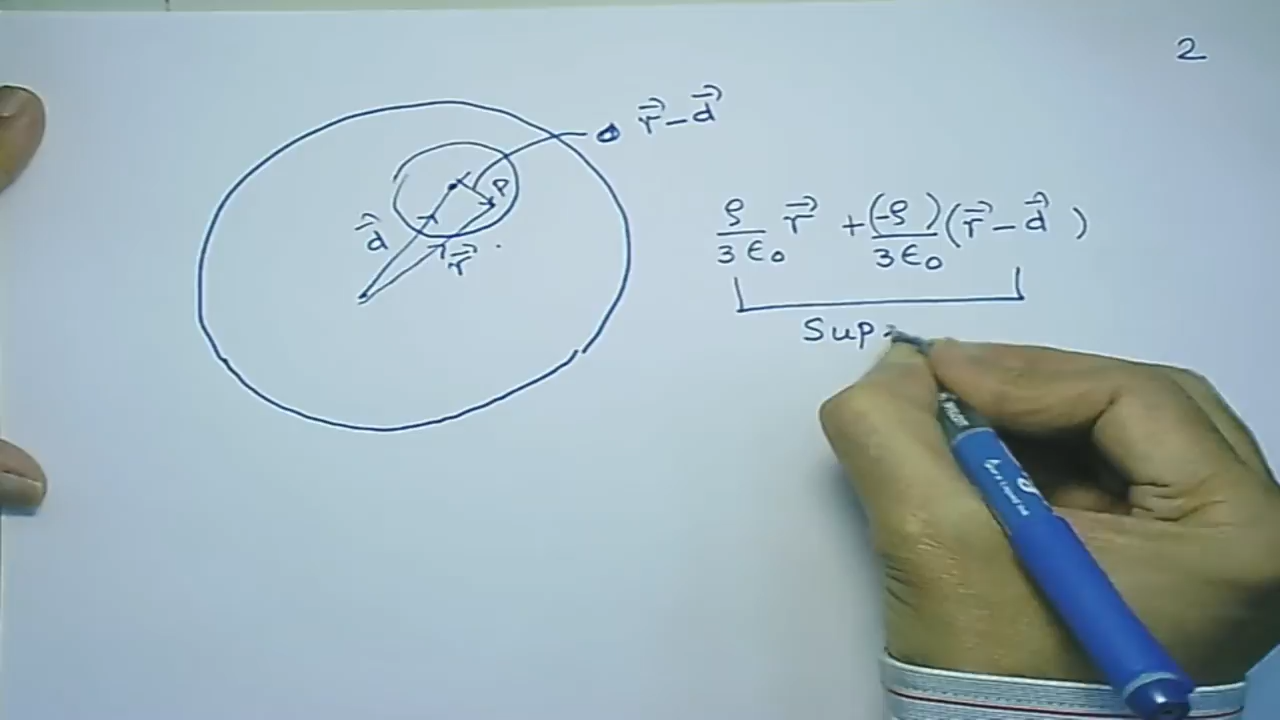 2
r⃗ – d⃗
P
d⃗
r⃗
ρ/3ϵ₀ r⃗ + (-ρ)/3ϵ₀ (r⃗ – d⃗)
Sup